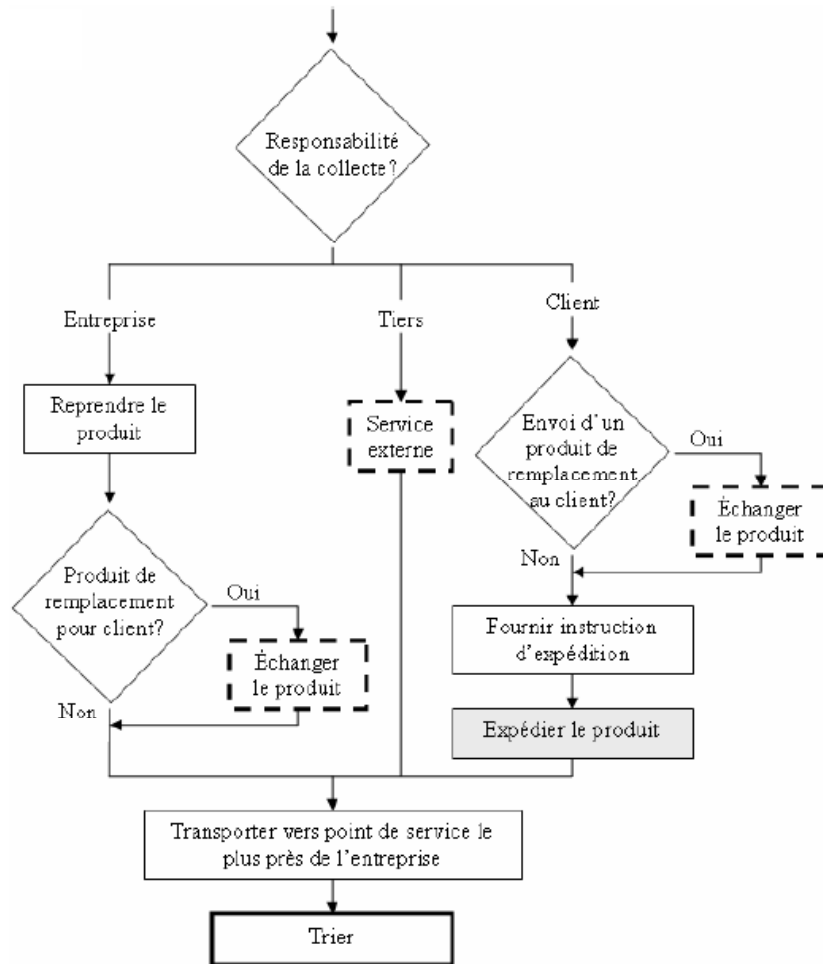 Responsabilité
de la collecte?
Entreprise
Tiers
Client
Reprendre le
produit
Service
externe
Envoi d'un
produit de
remplacement
au client?
Oui
Échanger
le produit
Non
Produit de
remplacement
pour client?
Oui
Échanger
le produit
Non
Fournir instruction
d'expédition
Expédier le produit
Transporter vers point de service le
plus près de l'entreprise
Trier